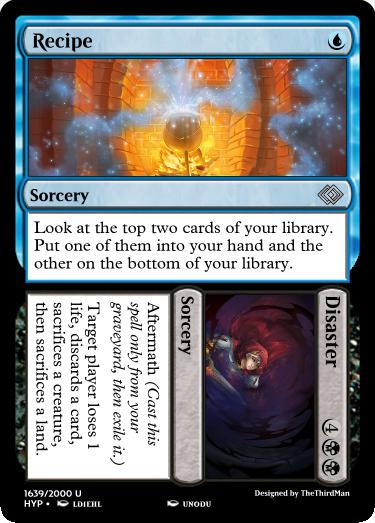 Recipe
Sorcery
Look at the top two cards of your library.
Put one of them into your hand and the
other on the bottom of your library.
Disaster
4
Sorcery
Aftermath (Cast this
spell only from your
graveyard, then exile it.)
Target player loses 1
life, discards a card,
sacrifices a creature,
then sacrifices a land.
1639/2000 U
HYP • LDIEHL
UNODU
Designed by TheThirdMan